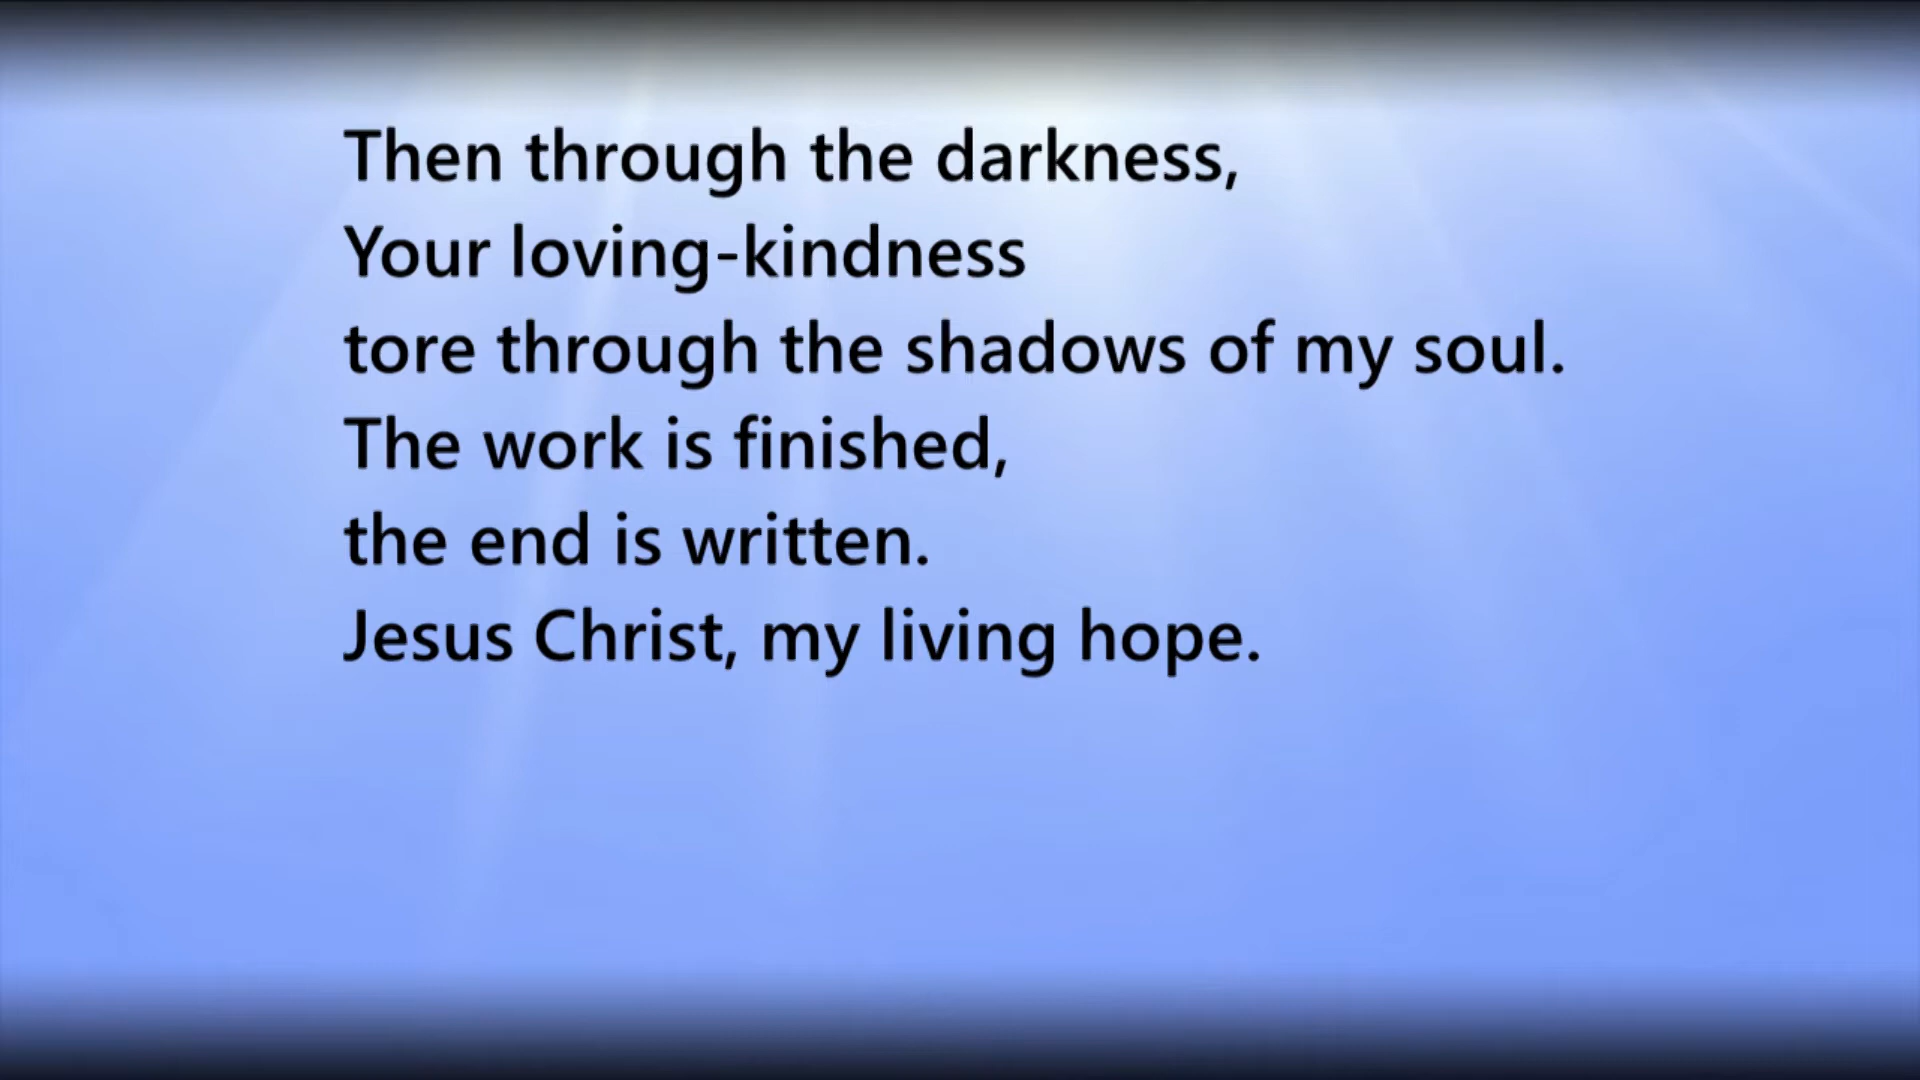 Then through the darkness,
Your loving-kindness
tore through the shadows of my soul.
The work is finished,
the end is written.
Jesus Christ, my living hope.